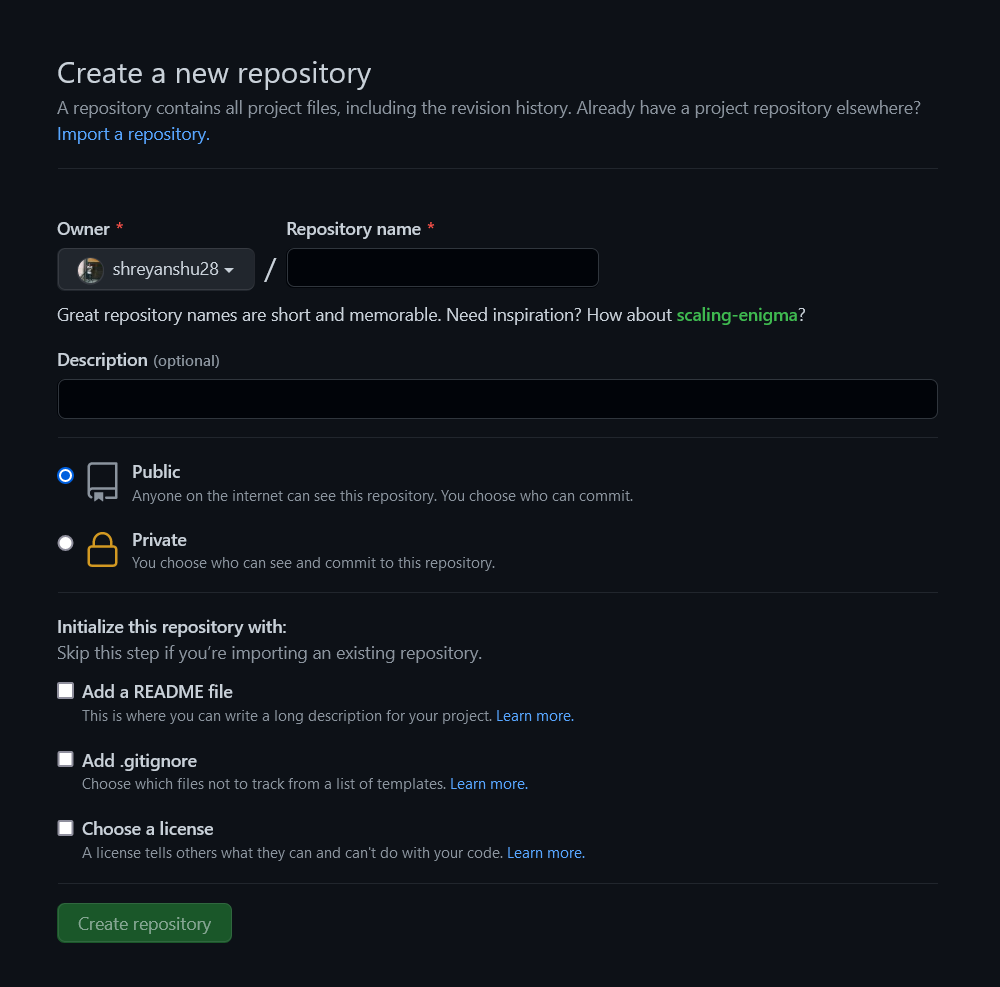 Create a new repository
A repository contains all project files, including the revision history. Already have a project repository elsewhere?
Import a repository.
Owner * Repository name *
shreyanshu28 /
Great repository names are short and memorable. Need inspiration? How about scaling-enigma?
Description (optional)
Public
Anyone on the internet can see this repository. You choose who can commit.
Private
You choose who can see and commit to this repository.
Initialize this repository with:
Skip this step if you’re importing an existing repository.
Add a README file
This is where you can write a long description for your project. Learn more.
Add .gitignore
Choose which files not to track from a list of templates. Learn more.
Choose a license
A license tells others what they can and can't do with your code. Learn more.
Create repository